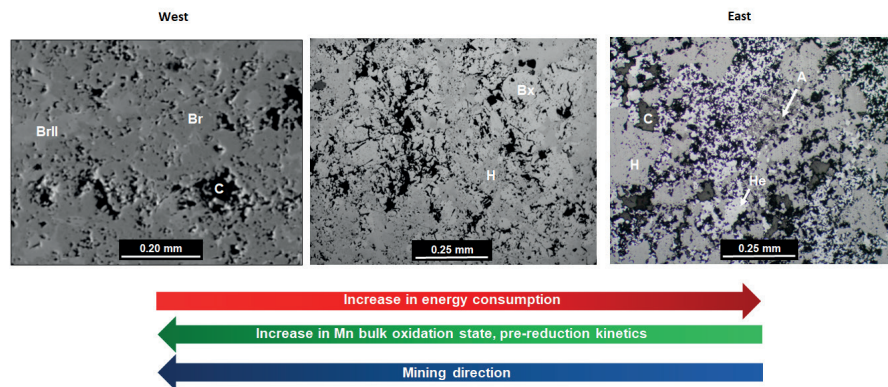 West
East
BrII
Br
C
0.20 mm
Bx
H
0.25 mm
A
C
H
He
0.25 mm
Increase in energy consumption
Increase in Mn bulk oxidation state, pre-reduction kinetics
Mining direction